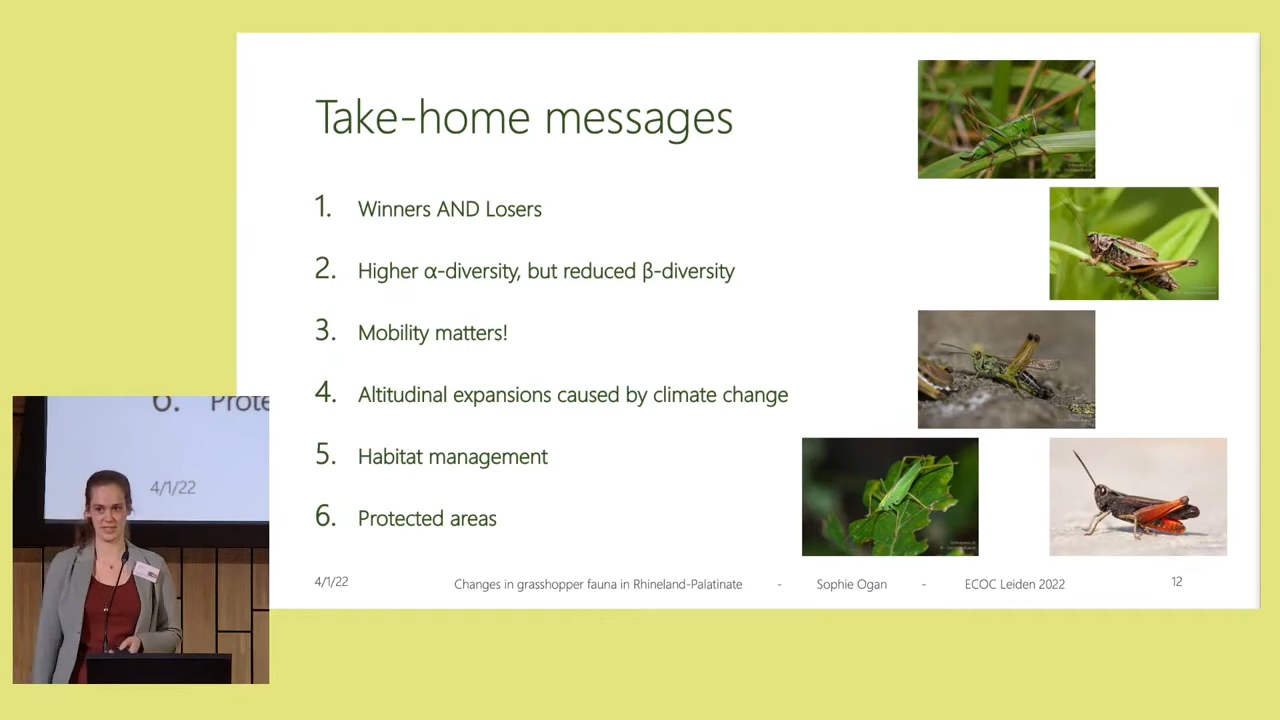 Take-home messages
1. Winners AND Losers
2. Higher α-diversity, but reduced β-diversity
3. Mobility matters!
4. Altitudinal expansions caused by climate change
5. Habitat management
6. Protected areas
4/1/22 Changes in grasshopper fauna in Rhineland-Palatinate - Sophie Ogan - ECOC Leiden 2022 12
6. Prote
4/1/22